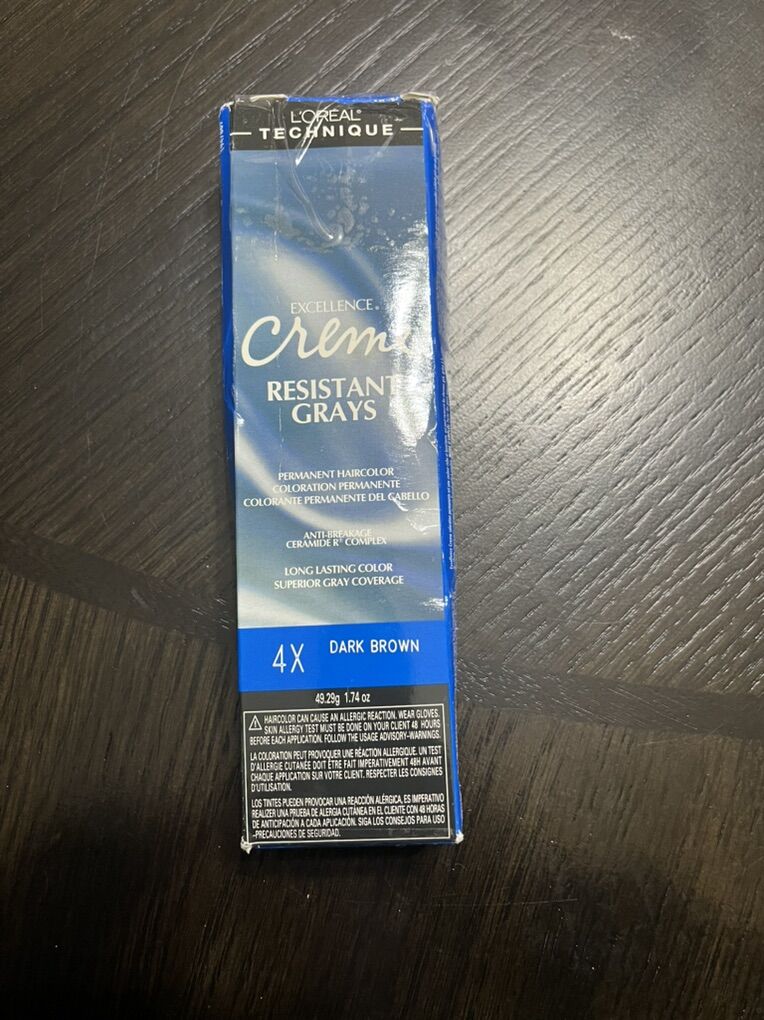 L'ORÉAL®
TECHNIQUE
EXCELLENCE®
Creme
RESISTANT
GRAYS
PERMANENT HAIRCOLOR
COLORATION PERMANENTE
COLORANTE PERMANENTE DEL CABELLO
ANTI-BREAKAGE
CERAMIDE R® COMPLEX
LONG LASTING COLOR
SUPERIOR GRAY COVERAGE
4X DARK BROWN
49.29g 1.74 oz
HAIRCOLOR CAN CAUSE AN ALLERGIC REACTION. WEAR GLOVES.
SKIN ALLERGY TEST MUST BE DONE ON YOUR CLIENT 48 HOURS
BEFORE EACH APPLICATION. FOLLOW THE USAGE ADVISORY-WARNINGS.
LA COLORATION PEUT PROVOQUER UNE RÉACTION ALLERGIQUE. UN TEST
D'ALLERGIE CUTANÉE DOIT ÊTRE FAIT IMPERATIVEMENT 48H AVANT
CHAQUE APPLICATION SUR VOTRE CLIENT. RESPECTER LES CONSIGNES
D'UTILISATION.
LOS TINTES PUEDEN PROVOCAR UNA REACCIÓN ALÉRGICA, ES IMPERATIVO
REALIZAR UNA PRUEBA DE ALERGIA CUTÁNEA EN EL CLIENTE CON 48 HORAS
DE ANTICIPACIÓN A CADA APLICACIÓN. SIGA LOS CONSEJOS PARA USO
-PRECAUCIONES DE SEGURIDAD.